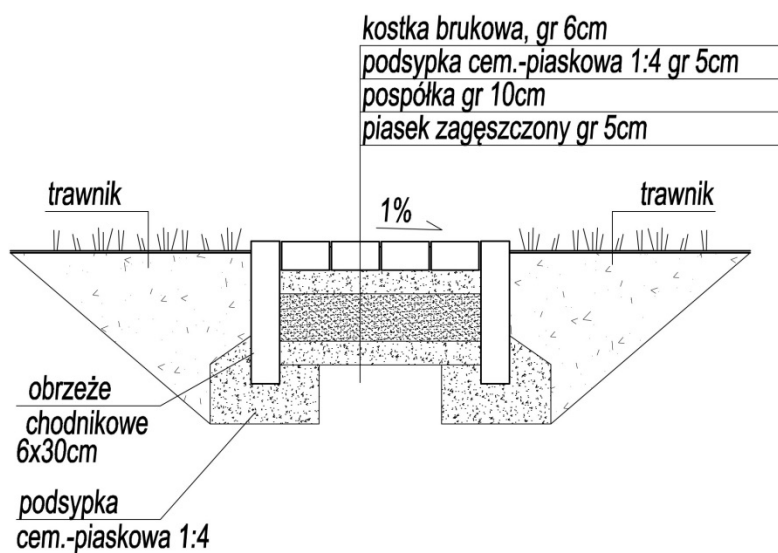 kostka brukowa, gr 6cm
podsypka cem.-piaskowa 1:4 gr 5cm
pospółka gr 10cm
piasek zagęszczony gr 5cm
trawnik
1%
trawnik
obrzeże
chodnikowe
6x30cm
podsypka
cem.-piaskowa 1:4